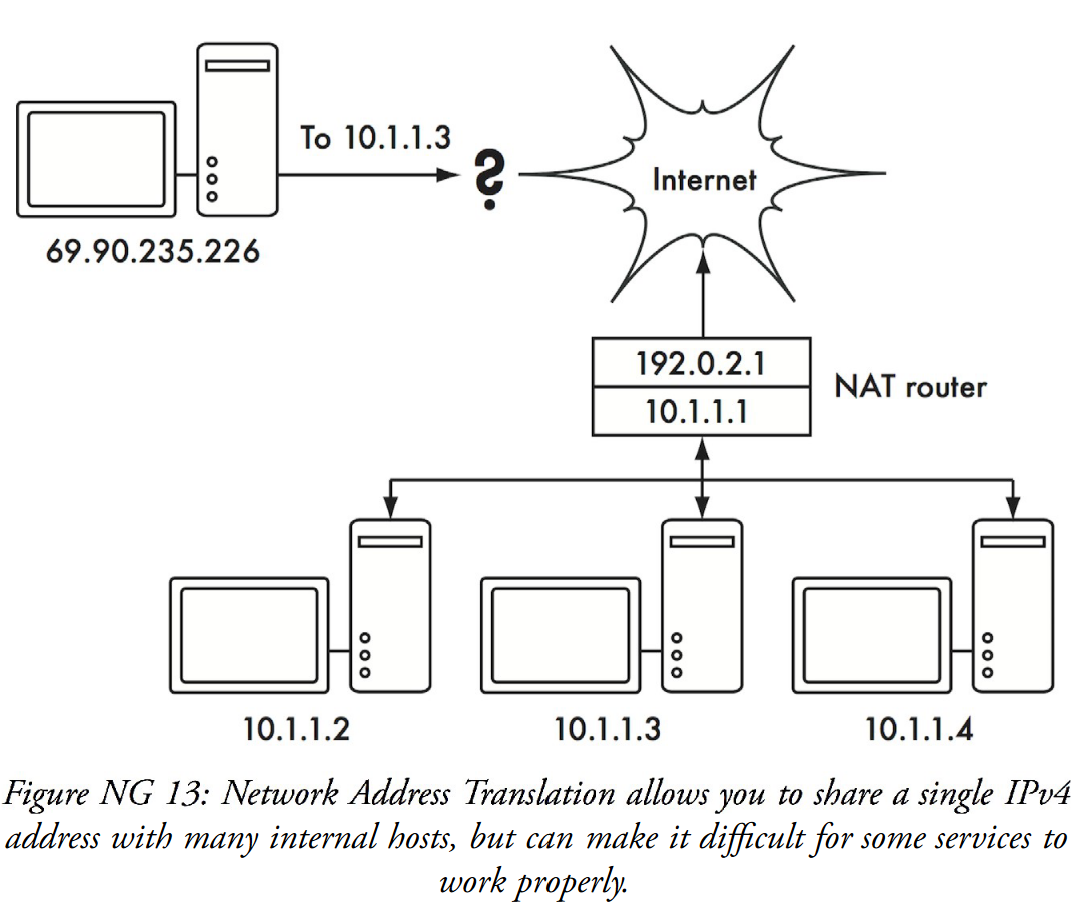 To 10.1.1.3
?
Internet
69.90.235.226
192.0.2.1
NAT router
10.1.1.1
10.1.1.2
10.1.1.3
10.1.1.4
Figure NG 13: Network Address Translation allows you to share a single IPv4
address with many internal hosts, but can make it difficult for some services to
work properly.